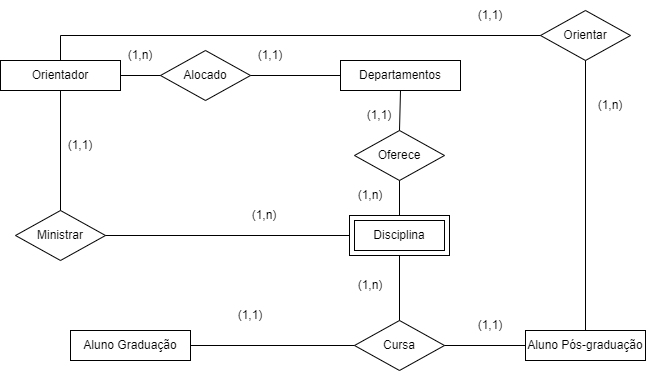 (1,1)
Orientar
(1,n)
(1,1)
Orientador
Alocado
Departamentos
(1,n)
(1,1)
(1,1)
Oferece
(1,n)
(1,n)
Ministrar
Disciplina
(1,n)
(1,1)
(1,1)
Aluno Graduação
Cursa
Aluno Pós-graduação